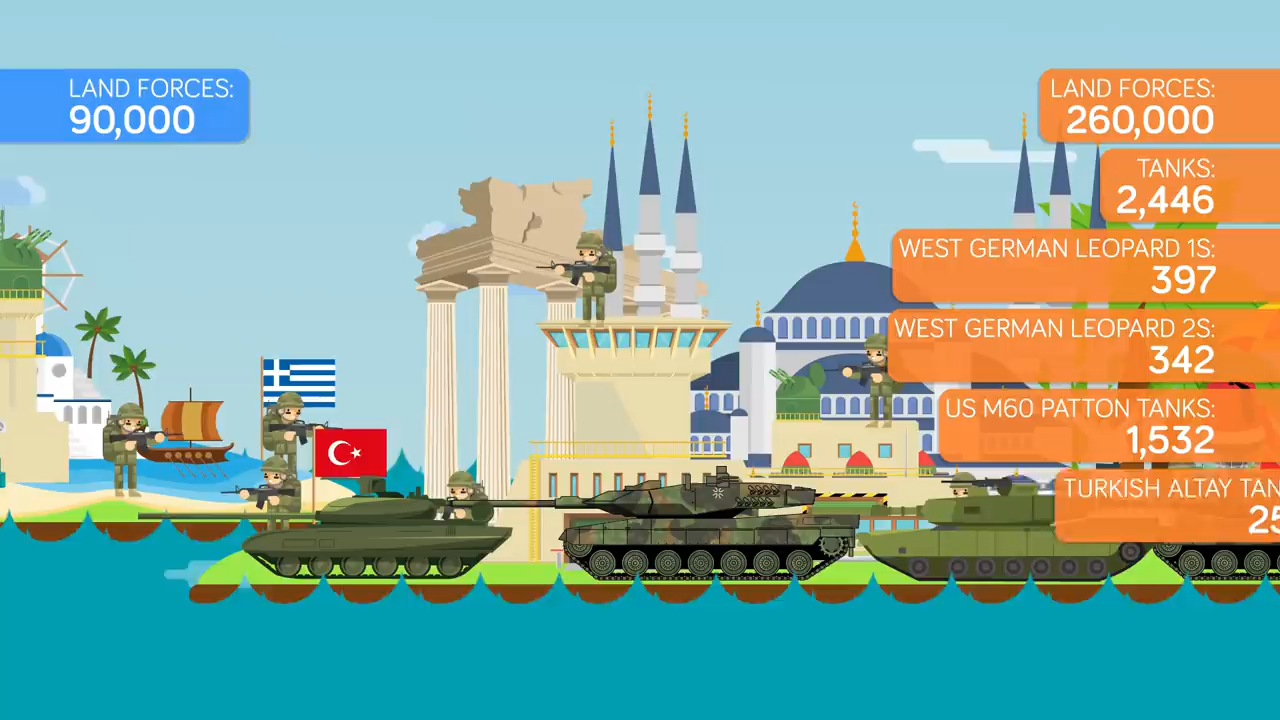 LAND FORCES:
90,000
LAND FORCES:
260,000
TANKS:
2,446
WEST GERMAN LEOPARD 1S:
397
WEST GERMAN LEOPARD 2S:
342
US M60 PATTON TANKS:
1,532
TURKISH ALTAY